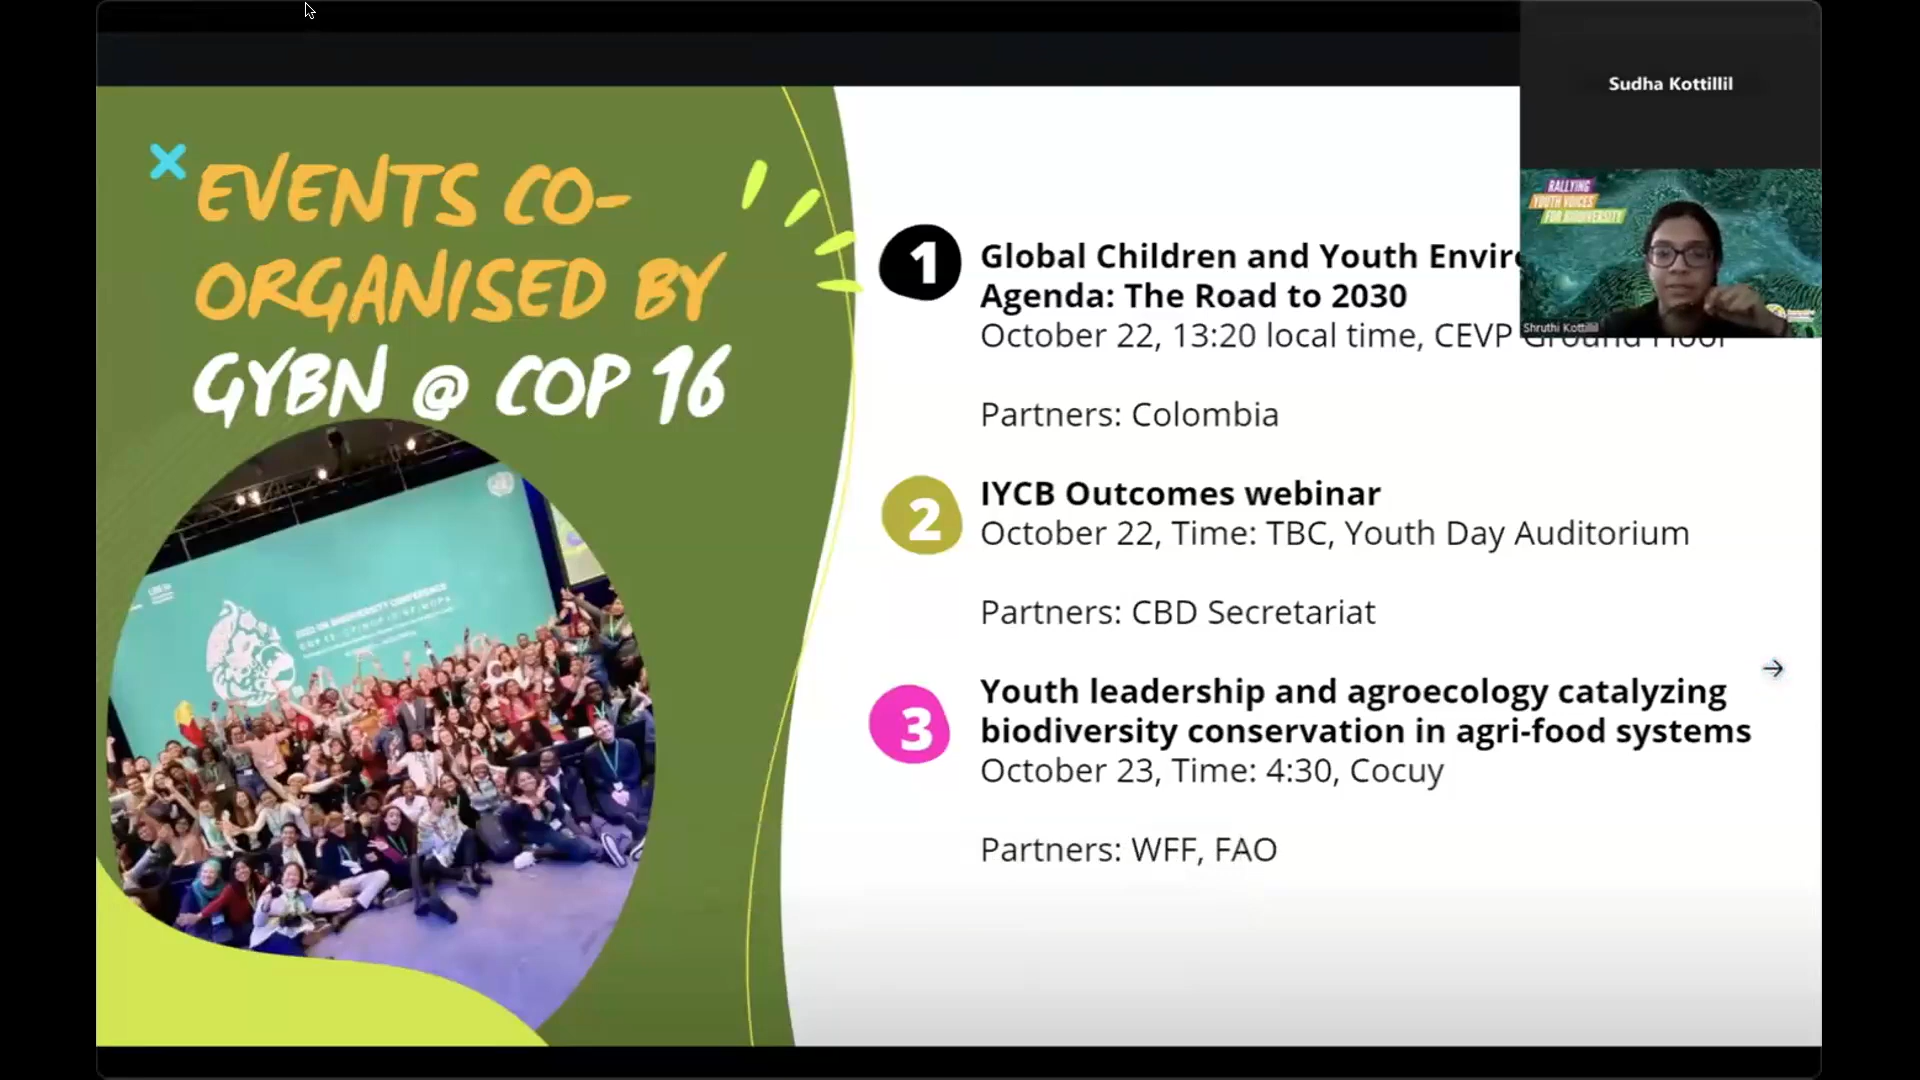 EVENTS CO-
ORGANISED BY
GYBN @ COP 16
1
Global Children and Youth
Agenda: The Road to 2030
October 22, 13:20 local time, CEVP Ground Floor
Partners: Colombia
2
IYCB Outcomes webinar
October 22, Time: TBC, Youth Day Auditorium
Partners: CBD Secretariat
3
Youth leadership and agroecology catalyzing
biodiversity conservation in agri-food systems
October 23, Time: 4:30, Cocuy
Partners: WFF, FAO
Sudha Kottillil
RALLYING
YOUTH VOICES
FOR BIODIVERSITY
Shruthi Kottillil